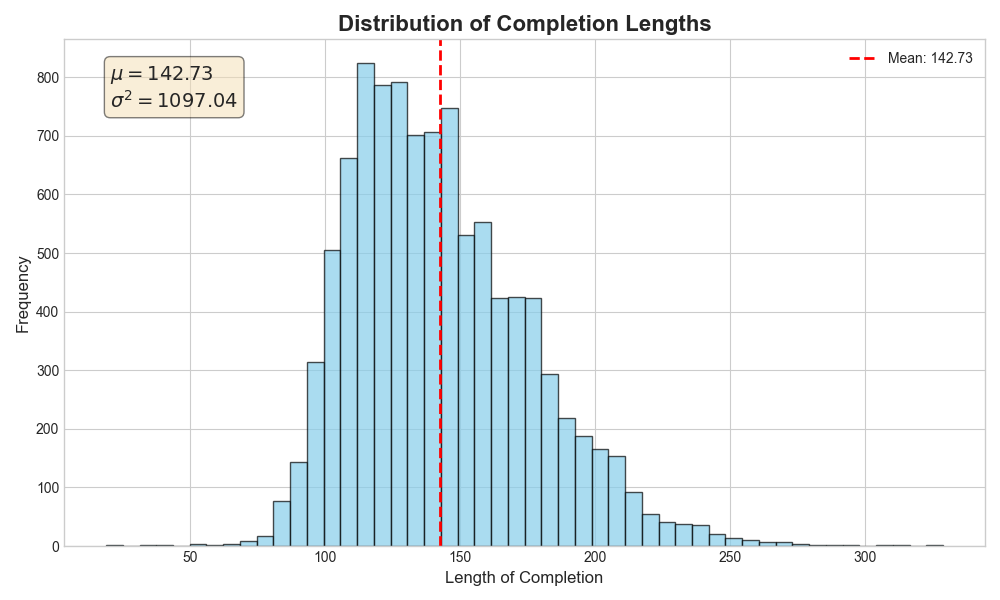 Distribution of Completion Lengths
μ = 142.73
σ² = 1097.04
Mean: 142.73
Frequency
800
700
600
500
400
300
200
100
0
50 100 150 200 250 300
Length of Completion